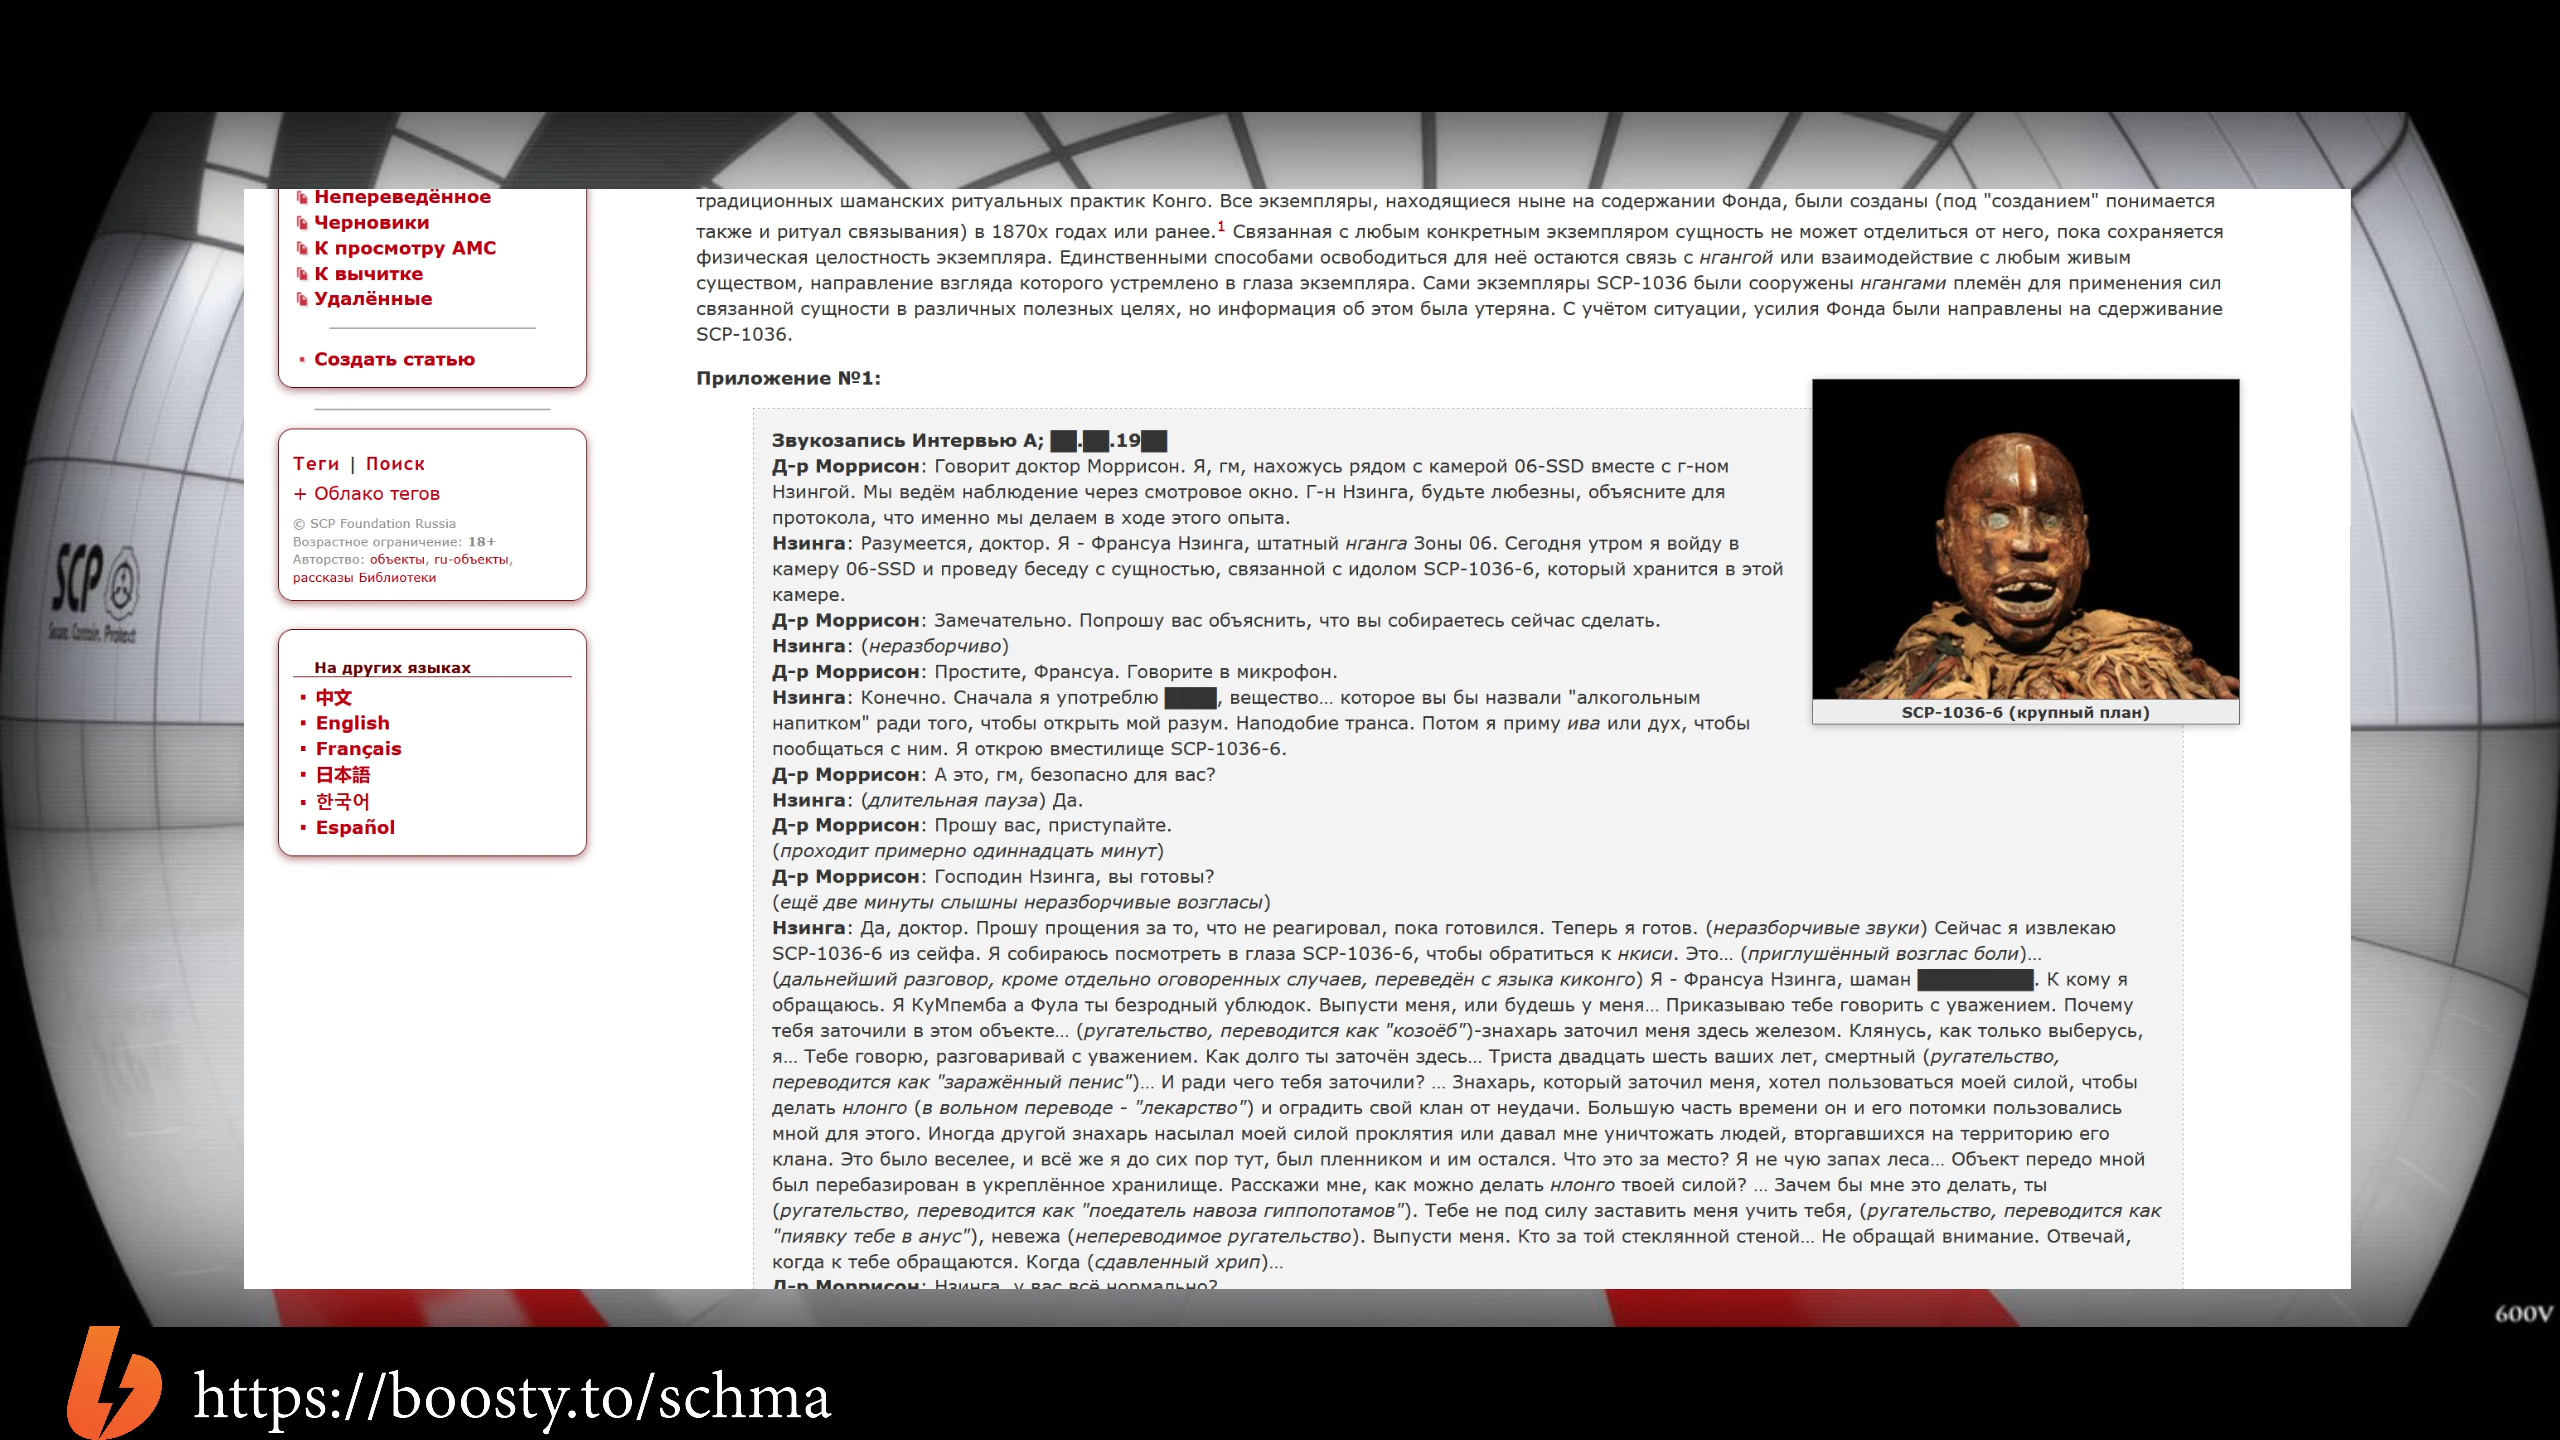 Непереведённое
Черновики
К просмотру АМС
К вычитке
Удалённые
Создать статью
Теги | Поиск
+ Облако тегов
© SCP Foundation Russia
Возрастное ограничение: 18+
Авторство: объекты, ru-объекты,
рассказы Библиотеки
На других языках
中文
English
Français
日本語
한국어
Español
традиционных шаманских ритуальных практик Конго. Все экземпляры, находящиеся ныне на содержании Фонда, были созданы (под "созданием" понимается
также и ритуал связывания) в 1870х годах или ранее.1 Связанная с любым конкретным экземпляром сущность не может отделиться от него, пока сохраняется
физическая целостность экземпляра. Единственными способами освободиться для неё остаются связь с нгангой или взаимодействие с любым живым
существом, направление взгляда которого устремлено в глаза экземпляра. Сами экземпляры SCP-1036 были сооружены нгангами племён для применения сил
связанной сущности в различных полезных целях, но информация об этом была утеряна. С учётом ситуации, усилия Фонда были направлены на сдерживание
SCP-1036.
Приложение №1:
Звукозапись Интервью А; ██.██.19██
Д-р Моррисон: Говорит доктор Моррисон. Я, гм, нахожусь рядом с камерой 06-SSD вместе с г-ном
Нзингой. Мы ведём наблюдение через смотровое окно. Г-н Нзинга, будьте любезны, объясните для
протокола, что именно мы делаем в ходе этого опыта.
Нзинга: Разумеется, доктор. Я - Франсуа Нзинга, штатный нганга Зоны 06. Сегодня утром я войду в
камеру 06-SSD и проведу беседу с сущностью, связанной с идолом SCP-1036-6, который хранится в этой
камере.
Д-р Моррисон: Замечательно. Попрошу вас объяснить, что вы собираетесь сейчас сделать.
Нзинга: (неразборчиво)
Д-р Моррисон: Простите, Франсуа. Говорите в микрофон.
Нзинга: Конечно. Сначала я употреблю ████, вещество... которое вы бы назвали "алкогольным
напитком" ради того, чтобы открыть мой разум. Наподобие транса. Потом я приму ива или дух, чтобы
пообщаться с ним. Я открою вместилище SCP-1036-6.
Д-р Моррисон: А это, гм, безопасно для вас?
Нзинга: (длительная пауза) Да.
Д-р Моррисон: Прошу вас, приступайте.
(проходит примерно одиннадцать минут)
Д-р Моррисон: Господин Нзинга, вы готовы?
(ещё две минуты слышны неразборчивые возгласы)
Нзинга: Да, доктор. Прошу прощения за то, что не реагировал, пока готовился. Теперь я готов. (неразборчивые звуки) Сейчас я извлекаю
SCP-1036-6 из сейфа. Я собираюсь посмотреть в глаза SCP-1036-6, чтобы обратиться к нкиси. Это... (приглушённый возглас боли)...
(дальнейший разговор, кроме отдельно оговоренных случаев, переведён с языка киконго) Я - Франсуа Нзинга, шаман █████████. К кому я
обращаюсь. Я КуМпемба а Фула ты безродный ублюдок. Выпусти меня, или будешь у меня... Приказываю тебе говорить с уважением. Почему
тебя заточили в этом объекте... (ругательство, переводится как "козоёб")-знахарь заточил меня здесь железом. Клянусь, как только выберусь,
я... Тебе говорю, разговаривай с уважением. Как долго ты заточён здесь... Триста двадцать шесть ваших лет, смертный (ругательство,
переводится как "заражённый пенис")... И ради чего тебя заточили? ... Знахарь, который заточил меня, хотел пользоваться моей силой, чтобы
делать нлонго (в вольном переводе - "лекарство") и оградить свой клан от неудачи. Большую часть времени он и его потомки пользовались
мной для этого. Иногда другой знахарь насылал моей силой проклятия или давал мне уничтожать людей, вторгавшихся на территорию его
клана. Это было веселее, и всё же я до сих пор тут, был пленником и им остался. Что это за место? Я не чую запах леса... Объект передо мной
был перебазирован в укреплённое хранилище. Расскажи мне, как можно делать нлонго твоей силой? ... Зачем бы мне это делать, ты
(ругательство, переводится как "поедатель навоза гиппопотамов"). Тебе не под силу заставить меня учить тебя, (ругательство, переводится как
"пиявку тебе в анус"), невежа (непереводимое ругательство). Выпусти меня. Кто за той стеклянной стеной... Не обращай внимание. Отвечай,
когда к тебе обращаются. Когда (сдавленный хрип)...
Д-р Моррисон: Нзинга, у вас всё нормально?
SCP-1036-6 (крупный план)
SCP
Secure. Contain. Protect
600V
https://boosty.to/schma